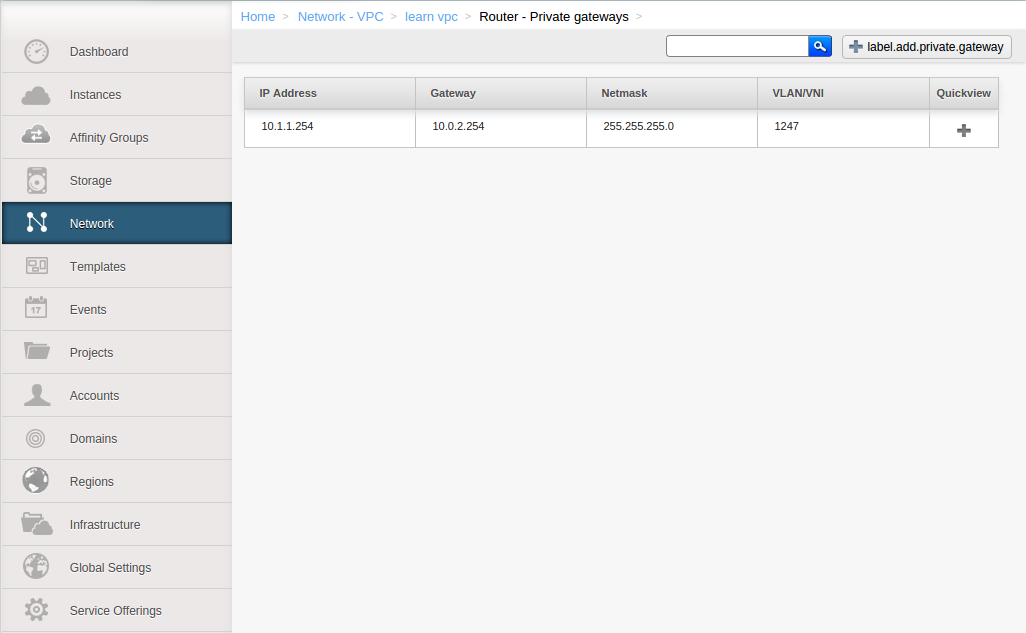 Home > Network - VPC > learn vpc > Router - Private gateways >
label.add.private.gateway
Dashboard
Instances
Affinity Groups
Storage
Network
Templates
Events
17
Projects
Accounts
Domains
Regions
Infrastructure
Global Settings
Service Offerings
IP Address Gateway Netmask VLAN/VNI Quickview
10.1.1.254 10.0.2.254 255.255.255.0 1247